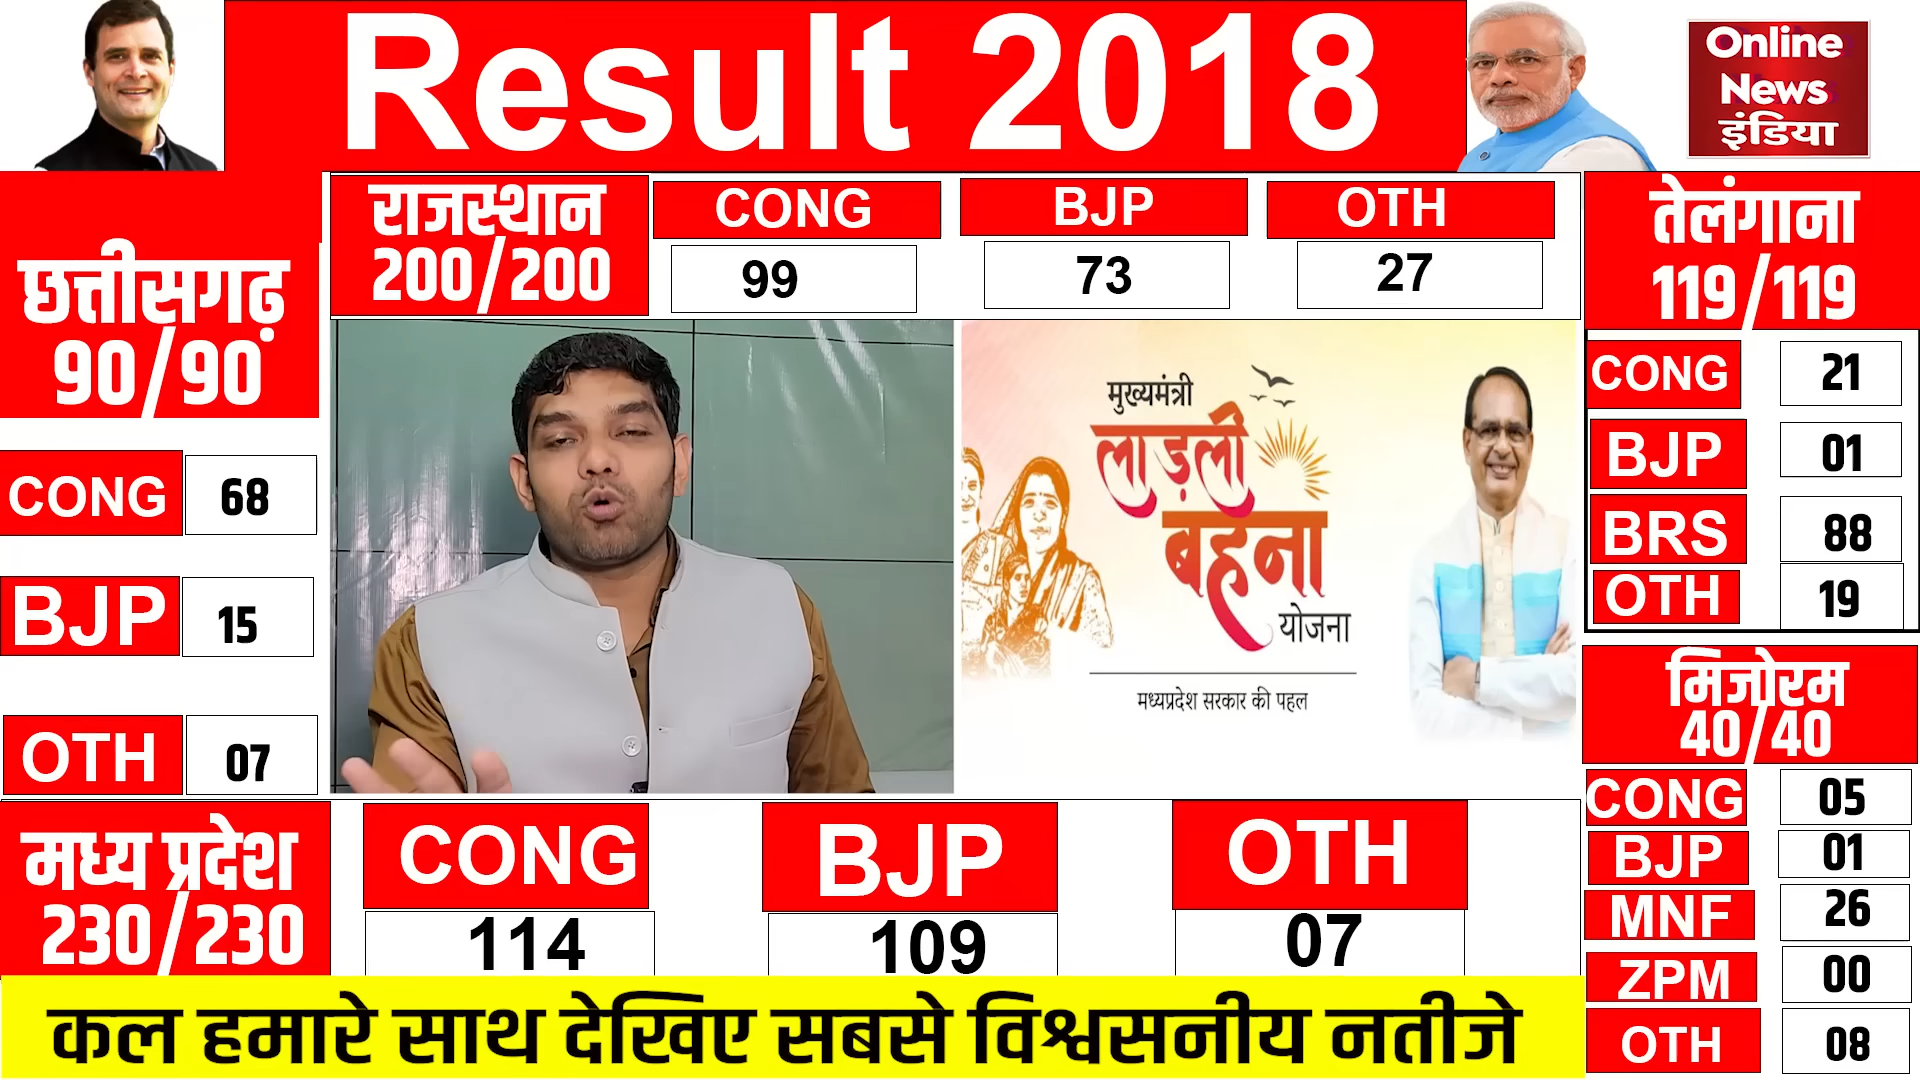 Result 2018
Online
News
इंडिया
छत्तीसगढ़
90/90
CONG 68
BJP 15
OTH 07
राजस्थान
200/200
CONG BJP OTH
99 73 27
मुख्यमंत्री
लाड़ली
बहना
योजना
मध्यप्रदेश सरकार की पहल
तेलंगाना
119/119
CONG 21
BJP 01
BRS 88
OTH 19
मिजोरम
40/40
CONG 05
BJP 01
MNF 26
ZPM 00
OTH 08
मध्य प्रदेश
230/230
CONG BJP OTH
114 109 07
कल हमारे साथ देखिए सबसे विश्वसनीय नतीजे